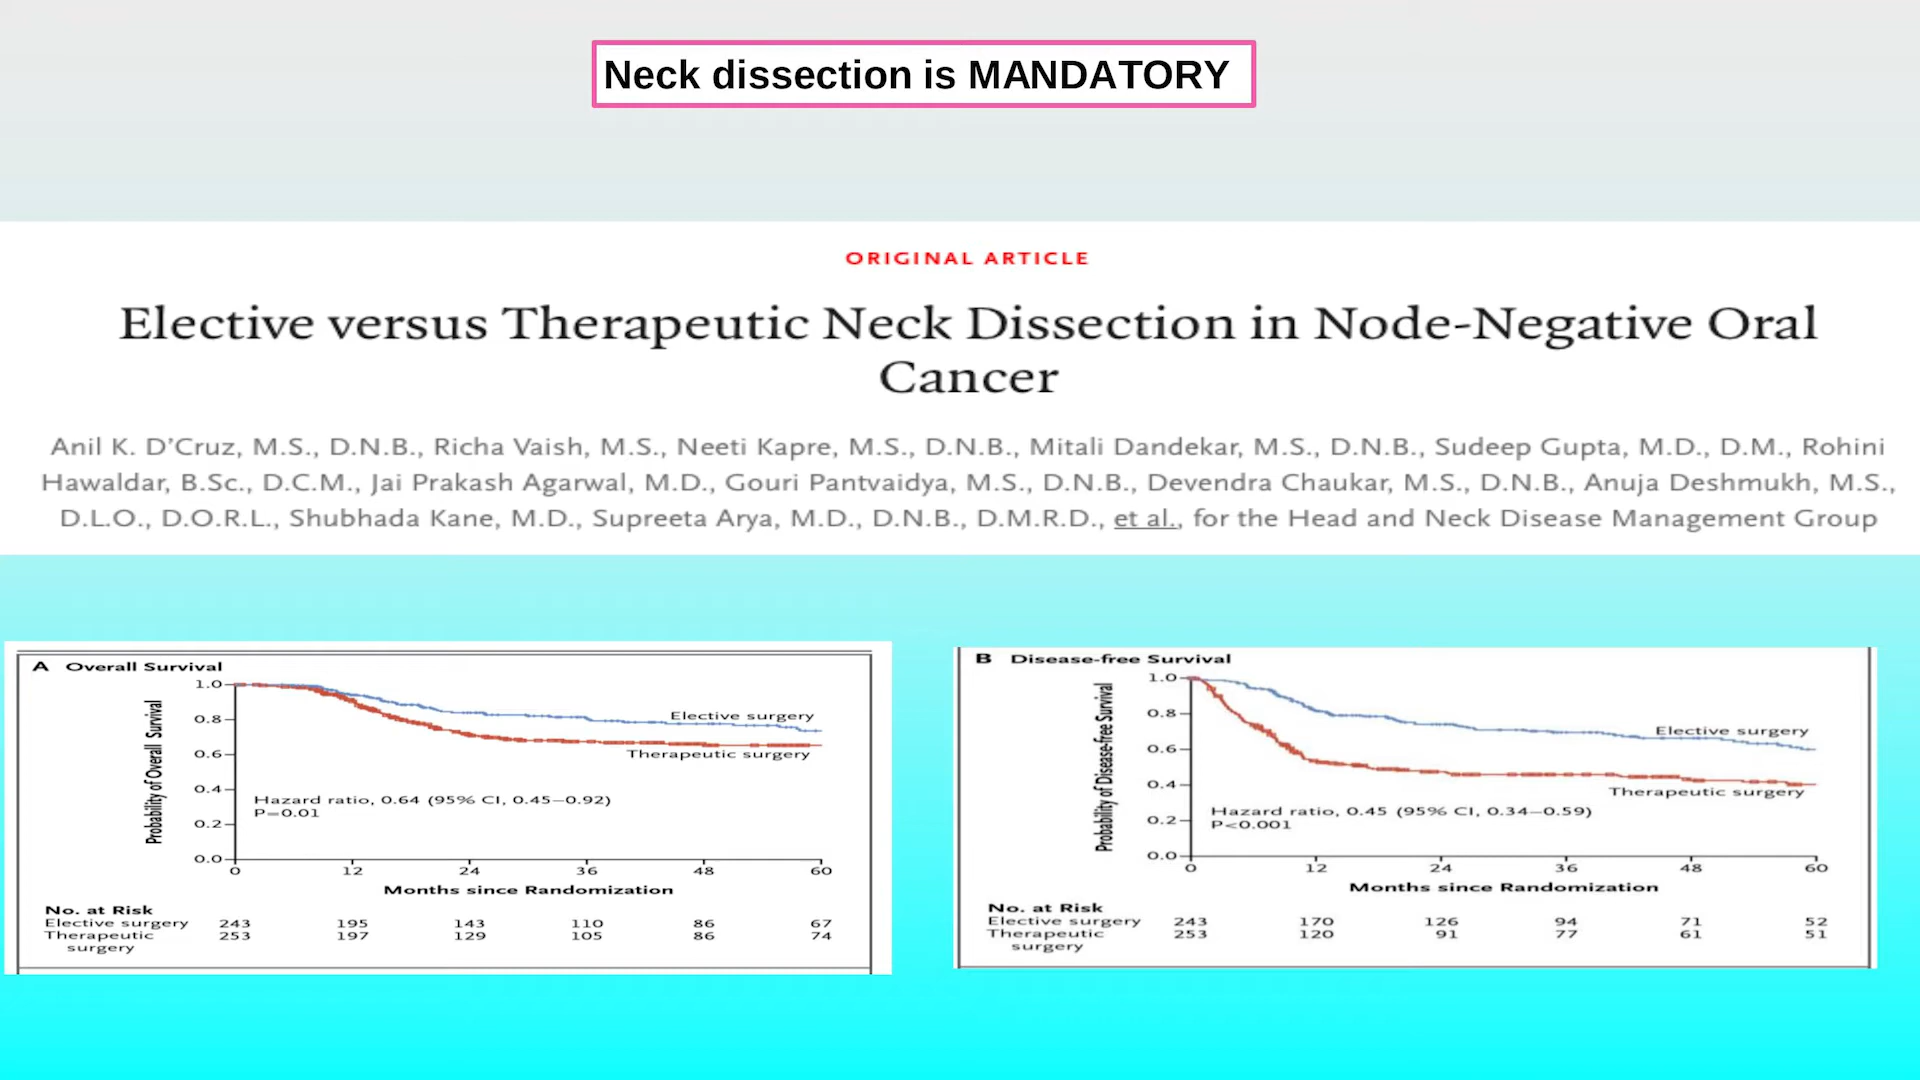 Neck dissection is MANDATORY
ORIGINAL ARTICLE
Elective versus Therapeutic Neck Dissection in Node-Negative Oral
Cancer
Anil K. D'Cruz, M.S., D.N.B., Richa Vaish, M.S., Neeti Kapre, M.S., D.N.B., Mitali Dandekar, M.S., D.N.B., Sudeep Gupta, M.D., D.M., Rohini
Hawaldar, B.Sc., D.C.M., Jai Prakash Agarwal, M.D., Gouri Pantvaidya, M.S., D.N.B., Devendra Chaukar, M.S., D.N.B., Anuja Deshmukh, M.S.,
D.L.O., D.O.R.L., Shubhada Kane, M.D., Supreeta Arya, M.D., D.N.B., D.M.R.D., et al., for the Head and Neck Disease Management Group
A Overall Survival
Probability of Overall Survival
1.0
0.8
0.6
0.4
0.2
0.0
Elective surgery
Therapeutic surgery
Hazard ratio, 0.64 (95% CI, 0.45–0.92)
P=0.01
0 12 24 36 48 60
Months since Randomization
No. at Risk
Elective surgery 243 195 143 110 86 67
Therapeutic 253 197 129 105 86 74
surgery
B Disease-free Survival
Probability of Disease-free Survival
1.0
0.8
0.6
0.4
0.2
0.0
Elective surgery
Therapeutic surgery
Hazard ratio, 0.45 (95% CI, 0.34–0.59)
P<0.001
0 12 24 36 48 60
Months since Randomization
No. at Risk
Elective surgery 243 170 126 94 71 52
Therapeutic 253 120 91 77 61 51
surgery